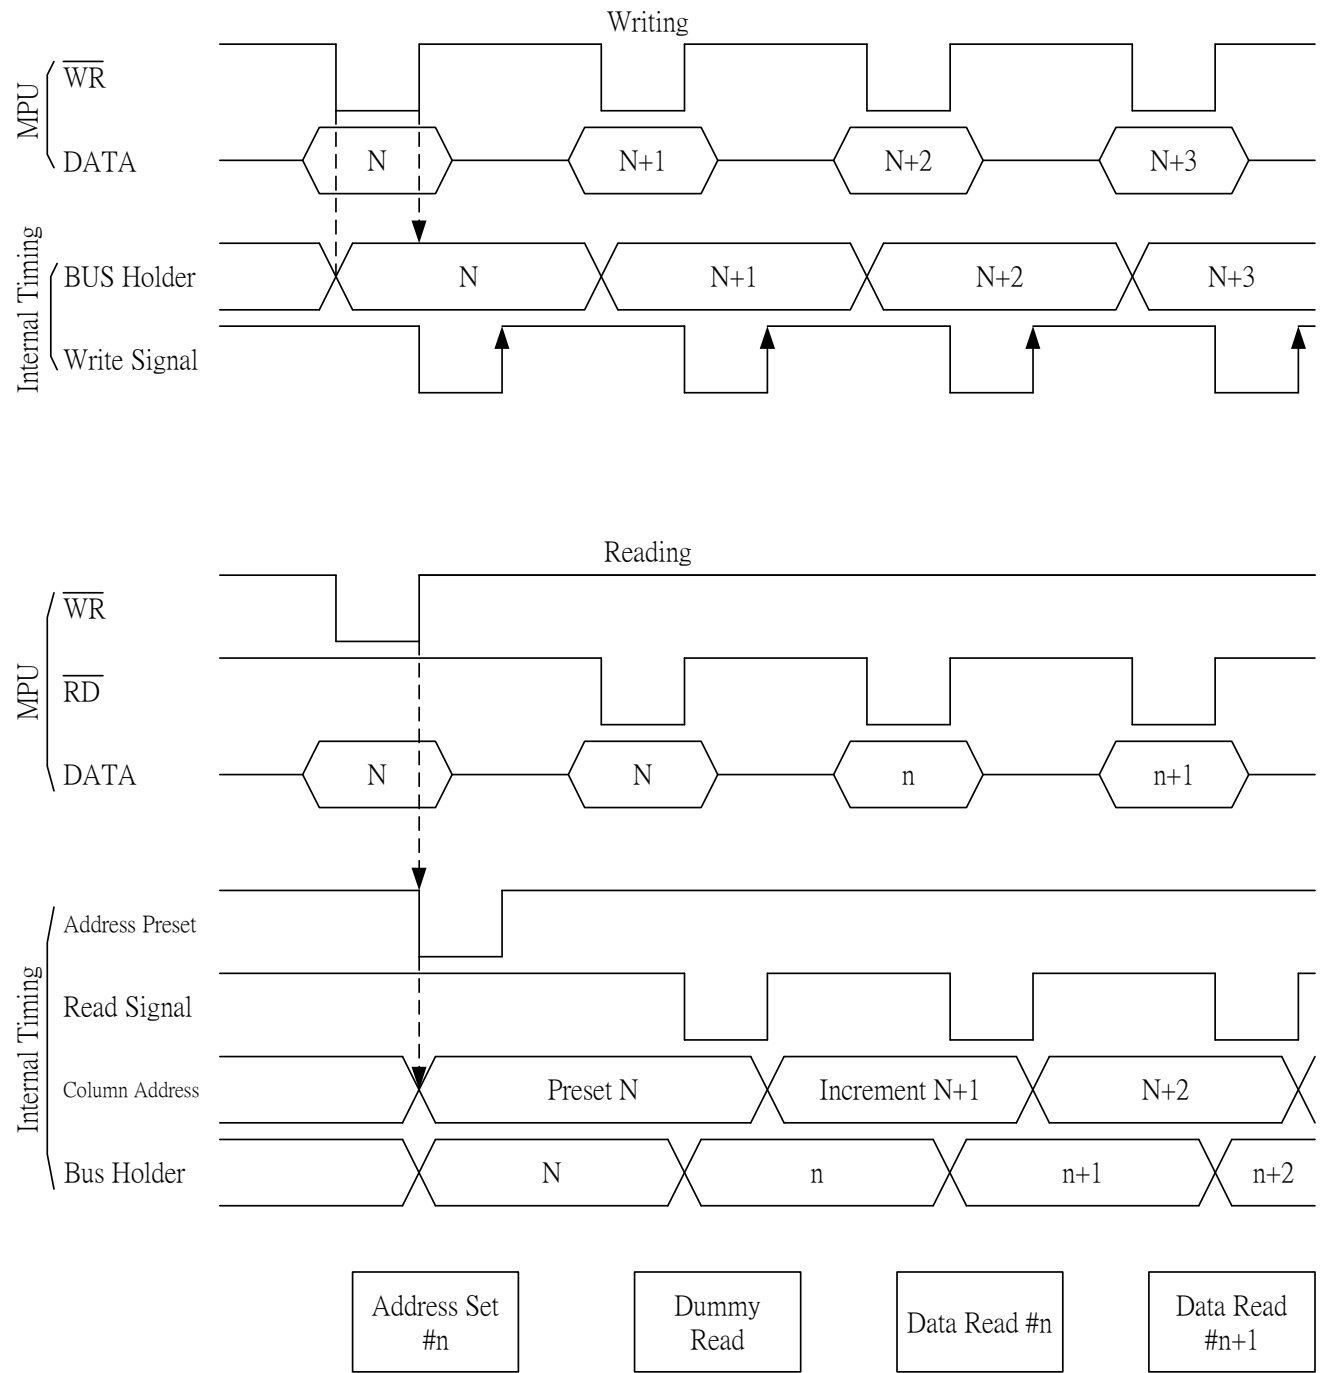 Writing
MPU
WR
DATA
N
N+1
N+2
N+3
Internal Timing
BUS Holder
N
N+1
N+2
N+3
Write Signal
Reading
MPU
WR
RD
DATA
N
N
n
n+1
Internal Timing
Address Preset
Read Signal
Column Address
Preset N
Increment N+1
N+2
Bus Holder
N
n
n+1
n+2
Address Set
#n
Dummy
Read
Data Read #n
Data Read
#n+1